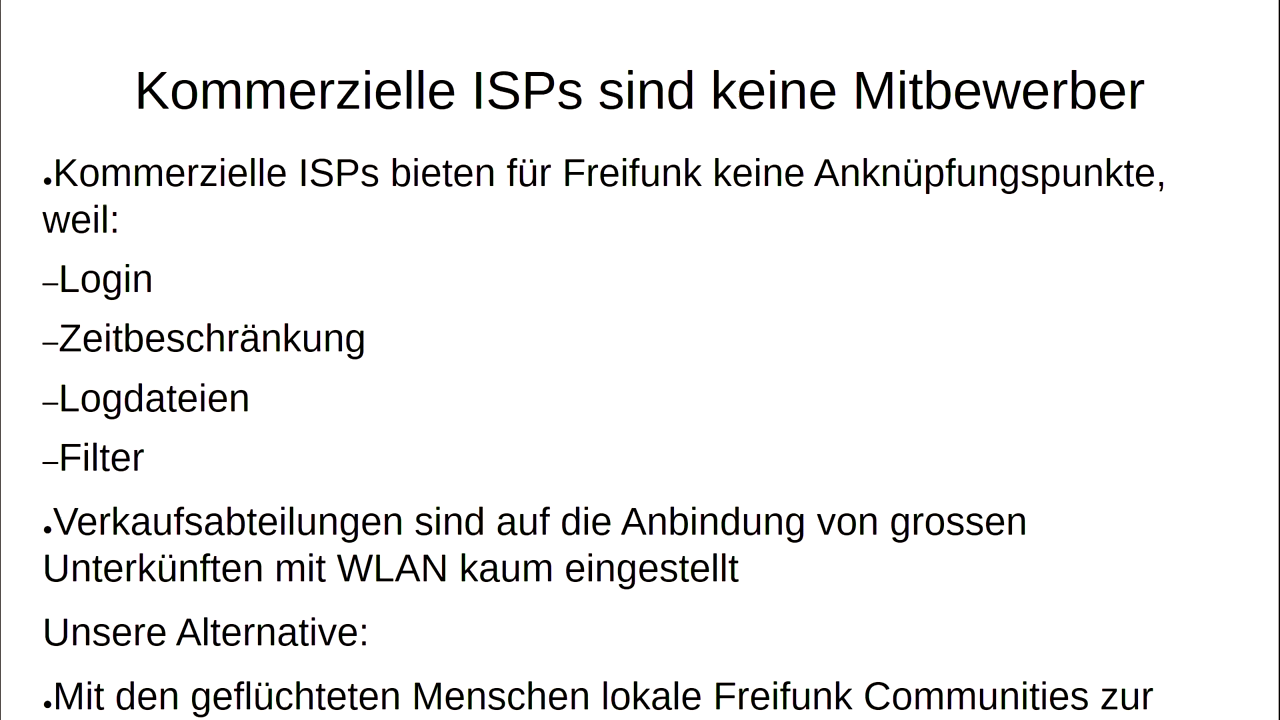 Kommerzielle ISPs sind keine Mitbewerber
●Kommerzielle ISPs bieten für Freifunk keine Anknüpfungspunkte,
weil:
–Login
–Zeitbeschränkung
–Logdateien
–Filter
●Verkaufsabteilungen sind auf die Anbindung von grossen
Unterkünften mit WLAN kaum eingestellt
Unsere Alternative:
●Mit den geflüchteten Menschen lokale Freifunk Communities zur